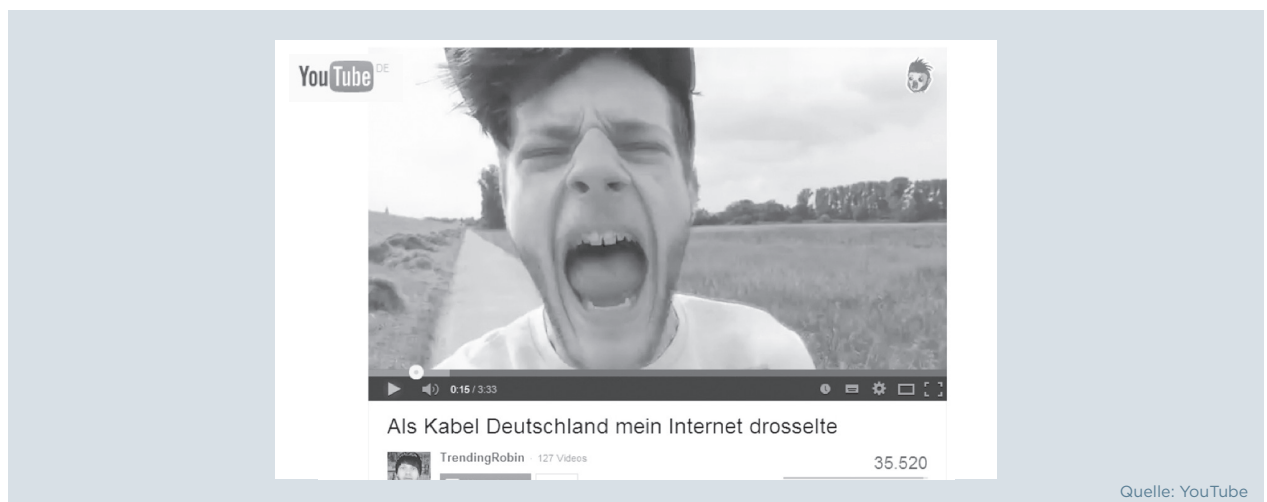 YouTube DE
0:15 / 3:33
Als Kabel Deutschland mein Internet drosselte
TrendingRobin · 127 Videos
35.520
Quelle: YouTube